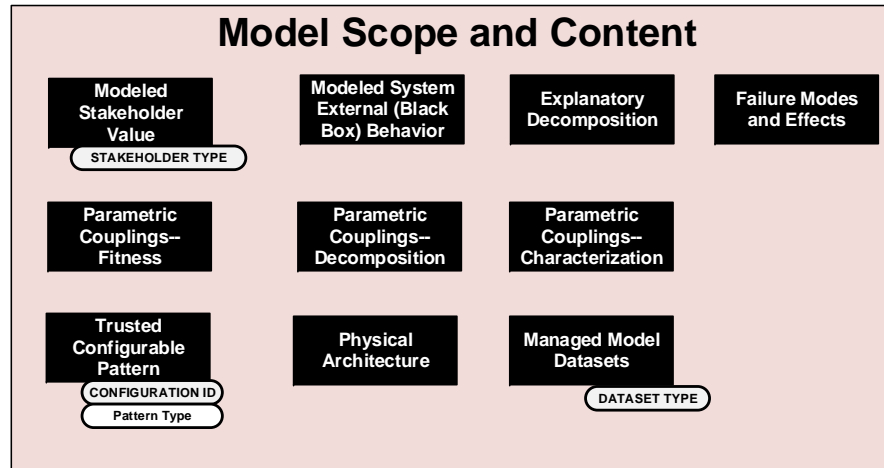 Model Scope and Content
Modeled
Stakeholder
Value
STAKEHOLDER TYPE
Modeled System
External (Black
Box) Behavior
Explanatory
Decomposition
Failure Modes
and Effects
Parametric
Couplings--
Fitness
Parametric
Couplings--
Decomposition
Parametric
Couplings--
Characterization
Trusted
Configurable
Pattern
CONFIGURATION ID
Pattern Type
Physical
Architecture
Managed Model
Datasets
DATASET TYPE